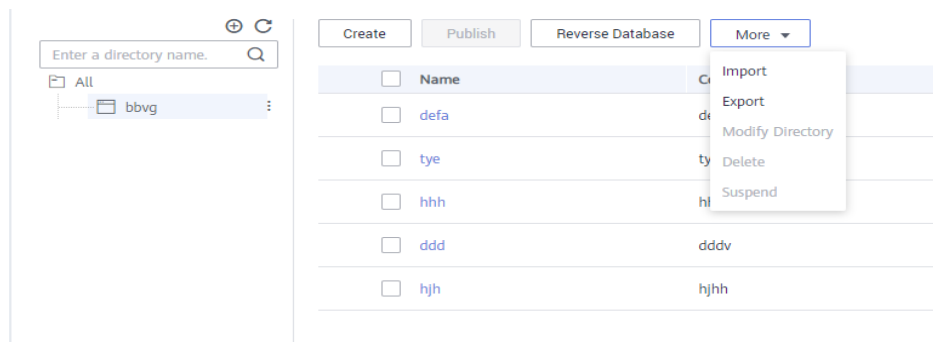 Enter a directory name.
All
bbvg
Create
Publish
Reverse Database
More
Import
Export
Modify Directory
Delete
Suspend
Name
defa
tye
hhh
ddd
dddv
hjh
hjhh